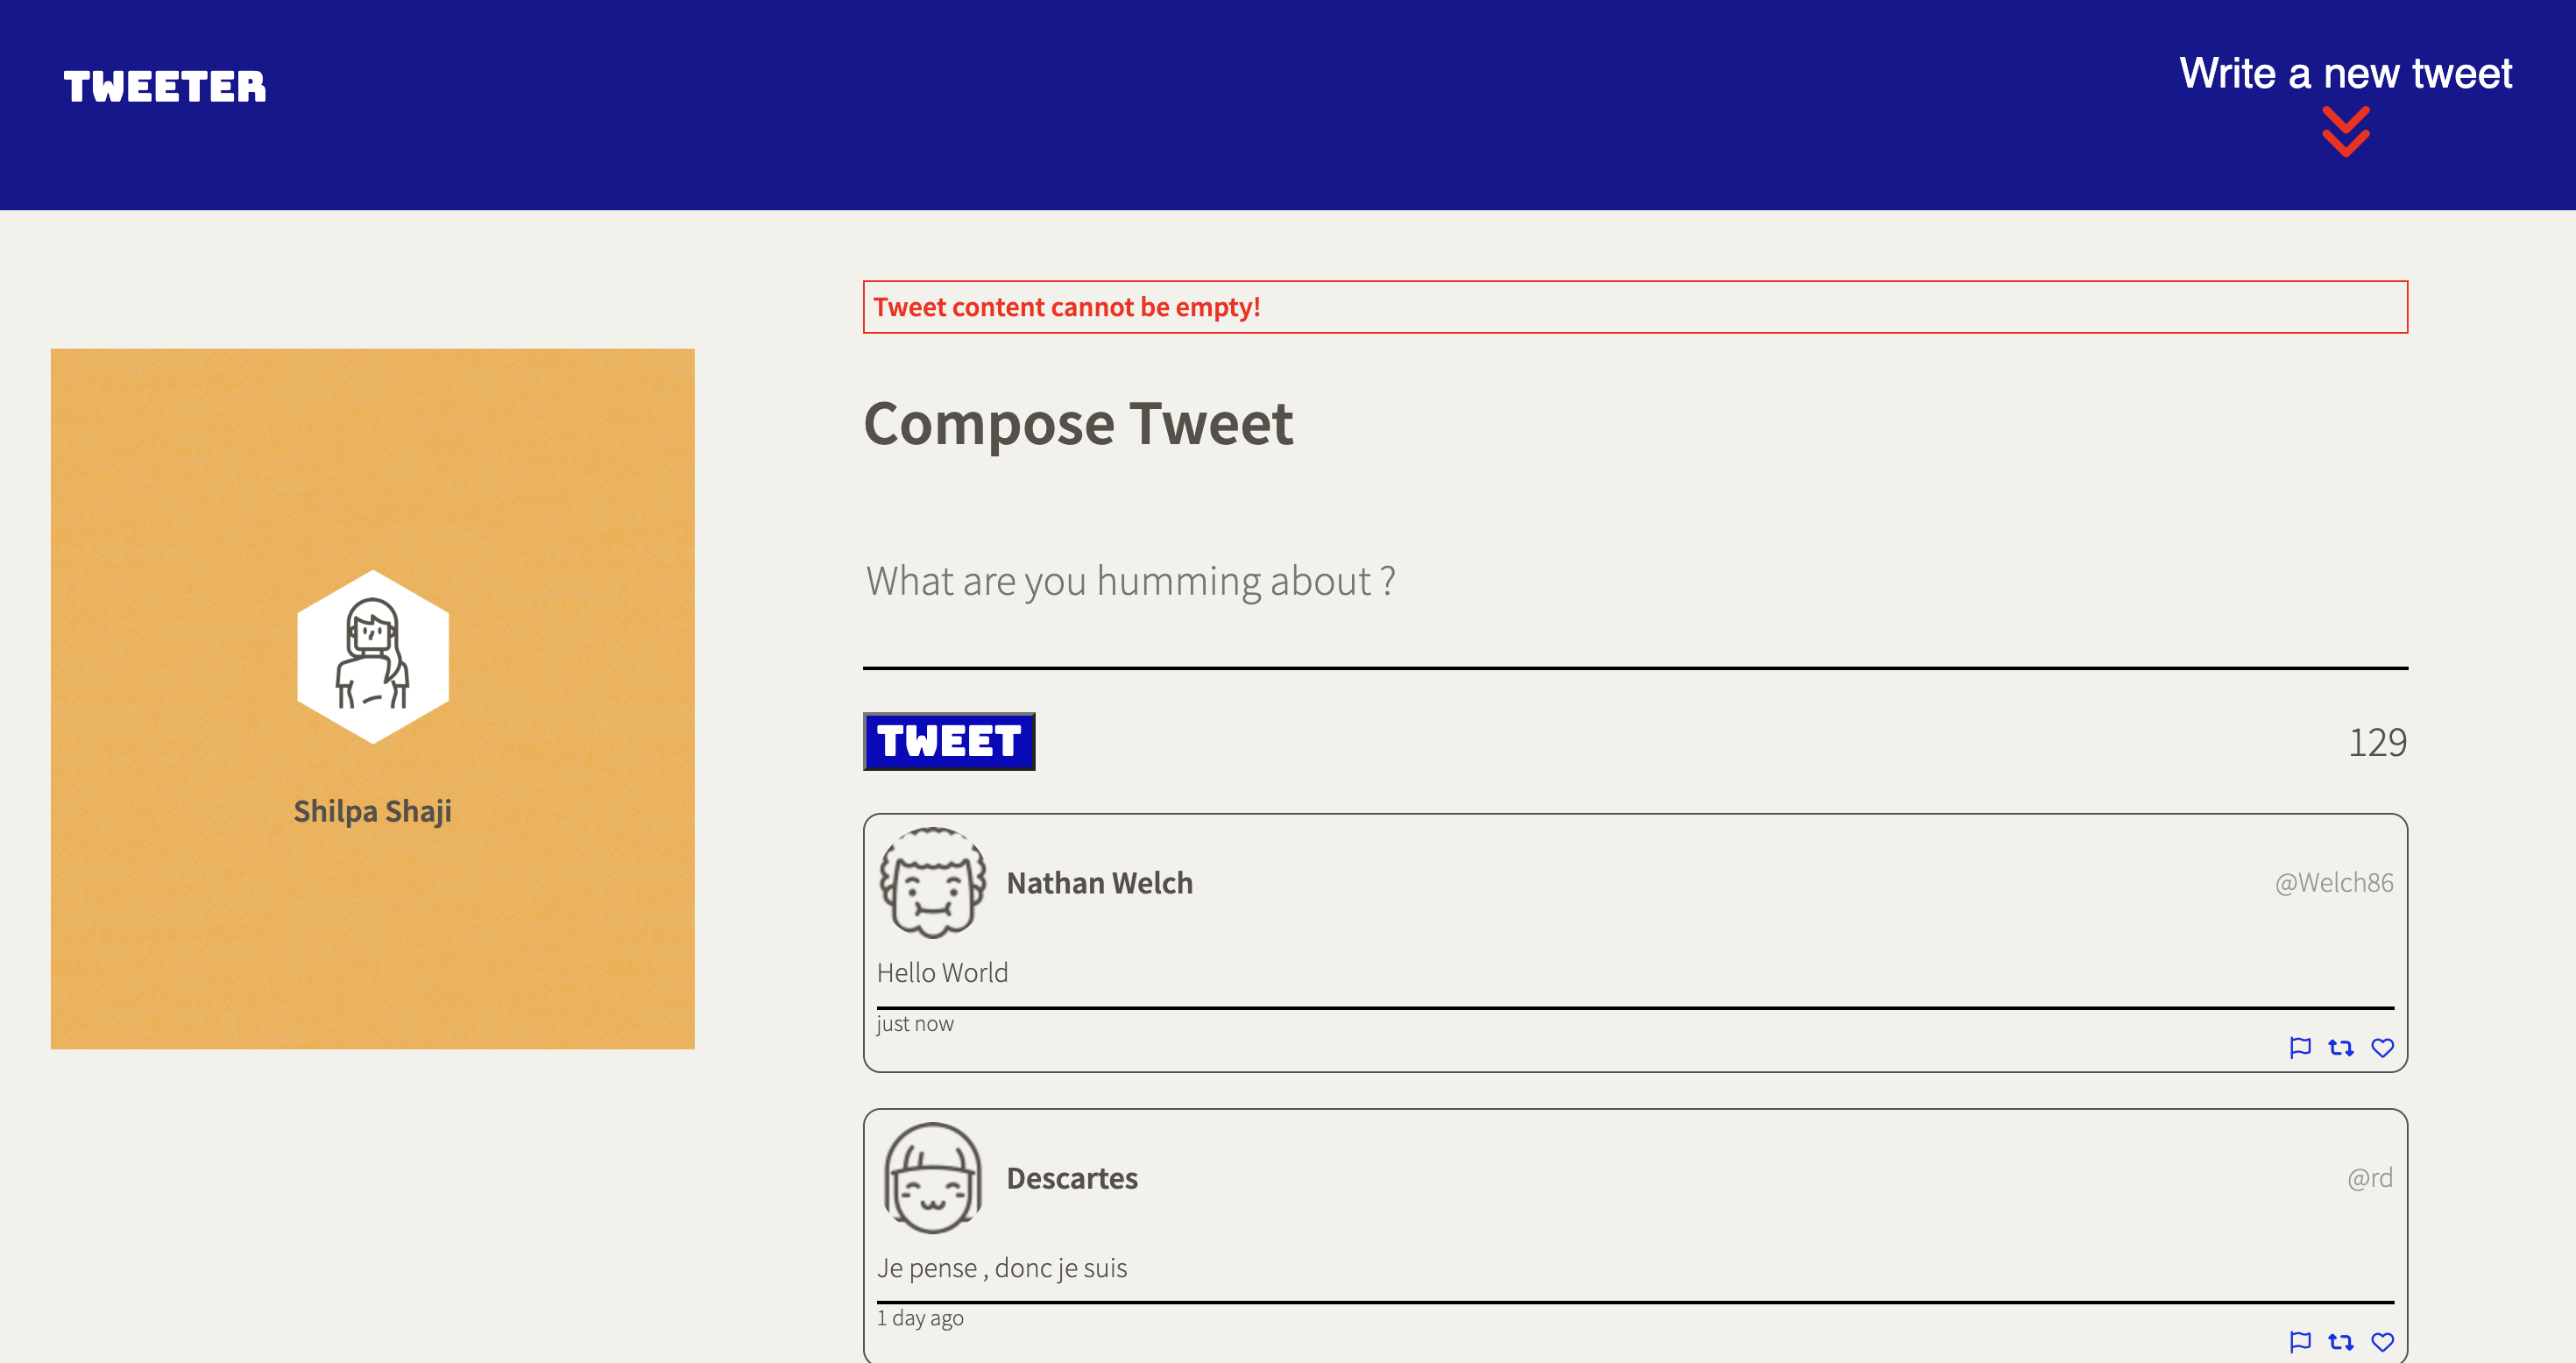 TWEETER
Write a new tweet
Tweet content cannot be empty!
Compose Tweet
What are you humming about ?
TWEET
129
Shilpa Shaji
Nathan Welch
@Welch86
Hello World
just now
Descartes
@rd
Je pense , donc je suis
1 day ago